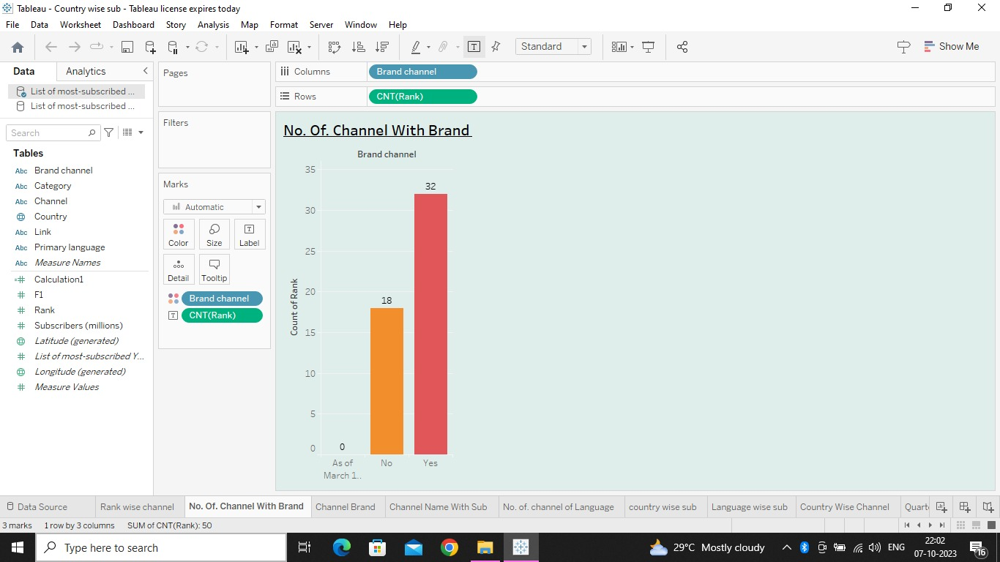 Tableau - Country wise sub - Tableau license expires today
File Data Worksheet Dashboard Story Analysis Map Format Server Window Help
Standard
Show Me
Data Analytics
List of most-subscribed ...
List of most-subscribed ...
Search
Tables
Abc Brand channel
Abc Category
Abc Channel
Country
Abc Link
Abc Primary language
Abc Measure Names
Calculation1
F1
Rank
Subscribers (millions)
Latitude (generated)
List of most-subscribed Y...
Longitude (generated)
Measure Values
Pages
Filters
Marks
Automatic
Color Size Label
Detail Tooltip
Brand channel
CNT(Rank)
Columns Brand channel
Rows CNT(Rank)
No. Of. Channel With Brand
Brand channel
35
30
25
20
15
10
5
0
Count of Rank
0
18
32
As of
March 1..
No
Yes
Data Source Rank wise channel No. Of. Channel With Brand Channel Brand Channel Name With Sub No. of. channel of Language country wise sub Language wise sub Country Wise Channel Quart
3 marks 1 row by 3 columns SUM of CNT(Rank): 50
Type here to search
29°C Mostly cloudy
ENG
22:02
07-10-2023
16